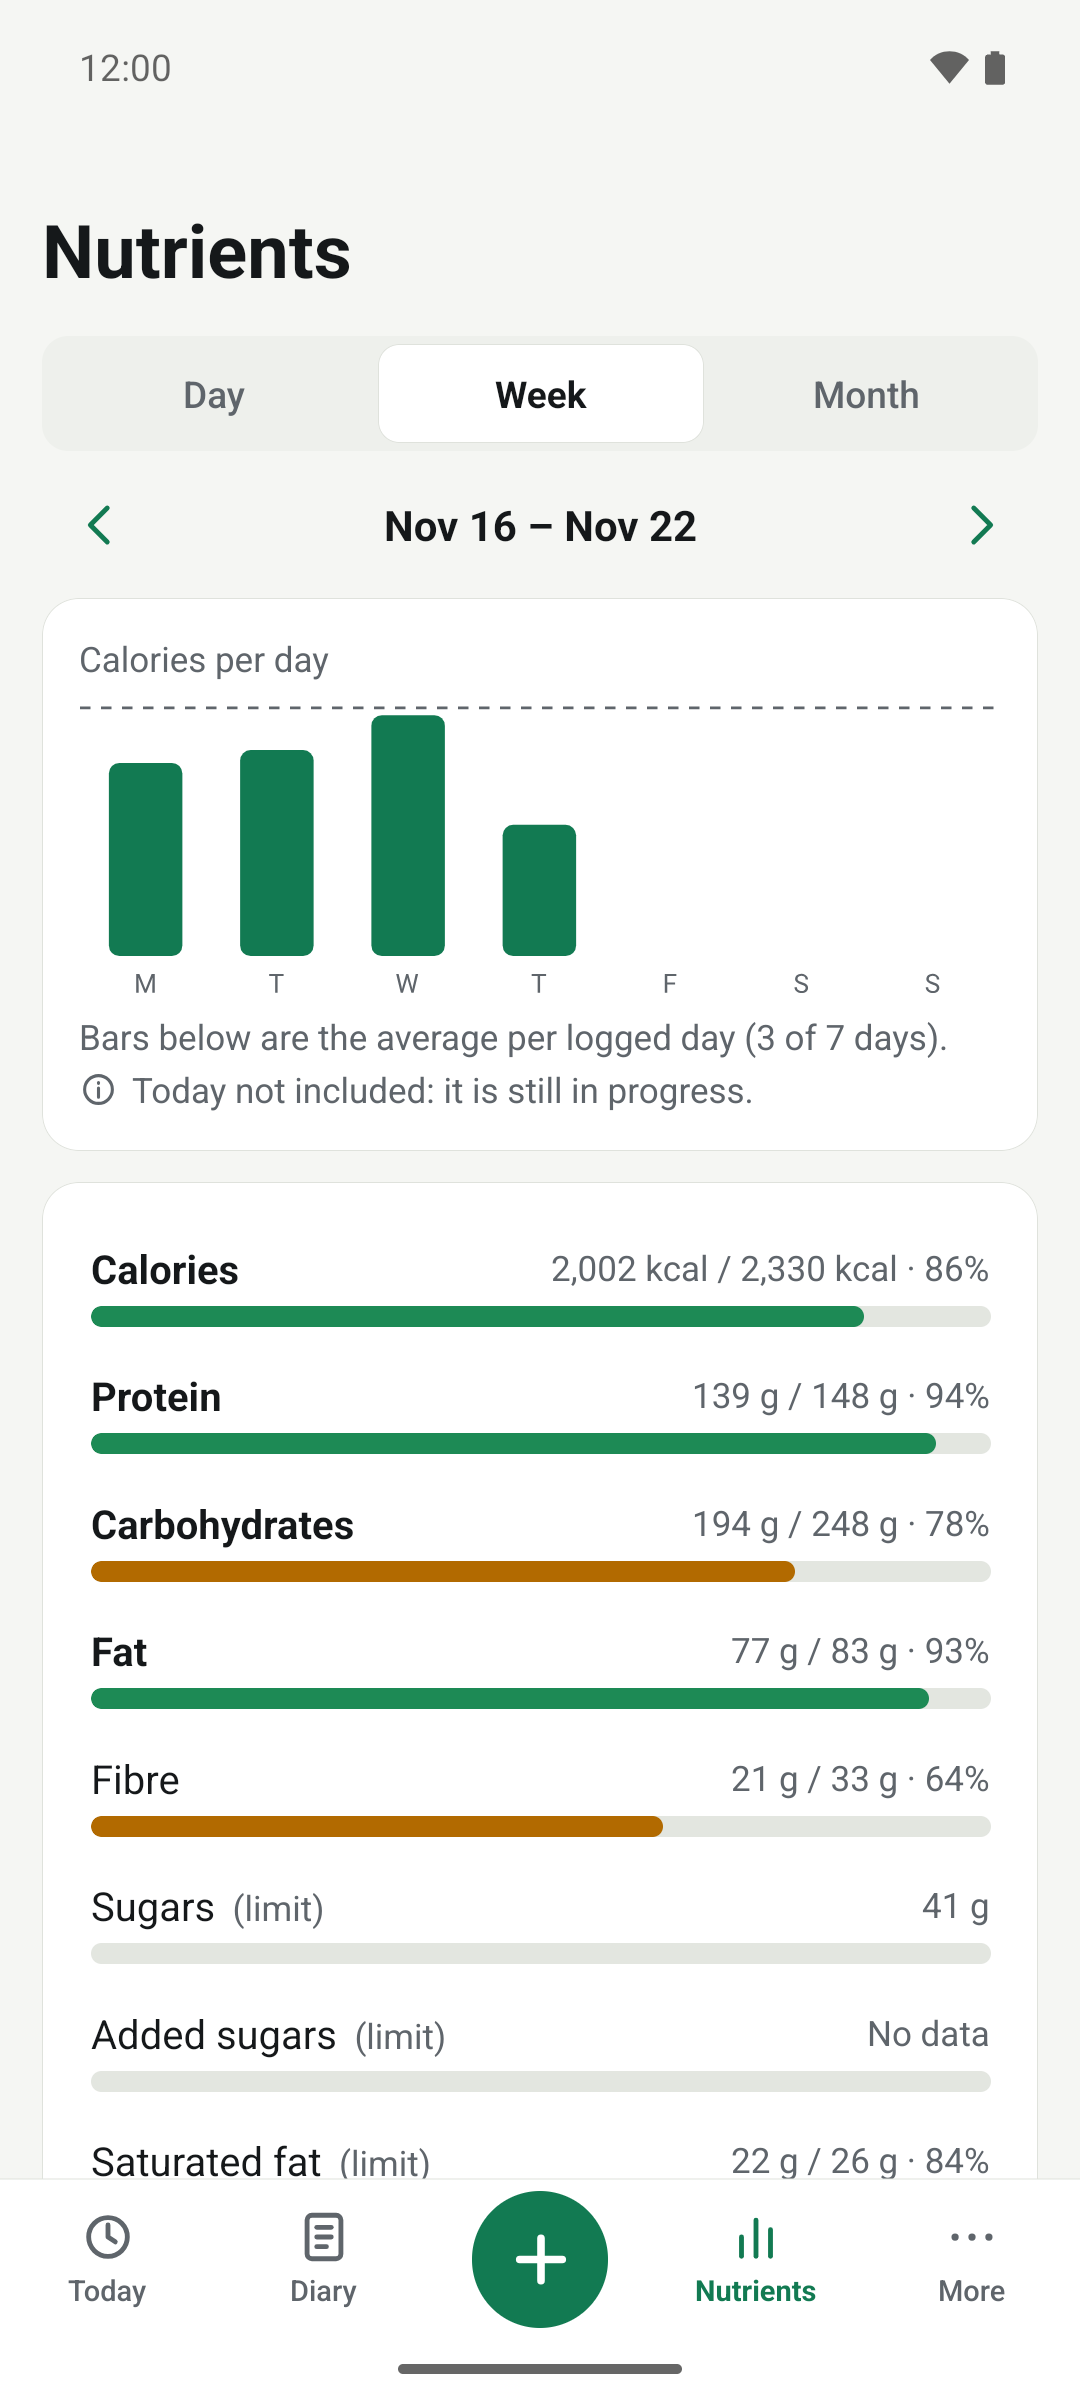 12:00
Nutrients
Day Week Month
Nov 16 – Nov 22
Calories per day
M T W T F S S
Bars below are the average per logged day (3 of 7 days).
Today not included: it is still in progress.
Calories 2,002 kcal / 2,330 kcal · 86%
Protein 139 g / 148 g · 94%
Carbohydrates 194 g / 248 g · 78%
Fat 77 g / 83 g · 93%
Fibre 21 g / 33 g · 64%
Sugars (limit) 41 g
Added sugars (limit) No data
Saturated fat (limit) 22 g / 26 g · 84%
Today Diary Nutrients More